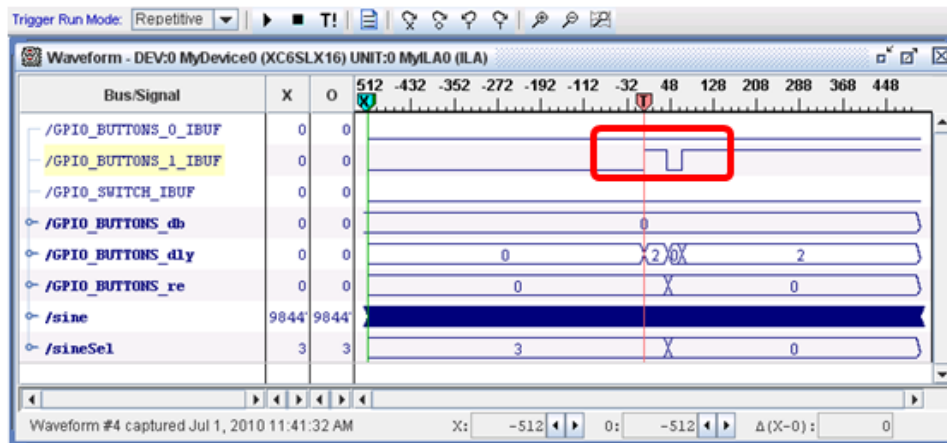 Trigger Run Mode: Repetitive T!
Waveform - DEV:0 MyDevice0 (XC6SLX16) UNIT:0 MyILA0 (ILA)
Bus/Signal X O 512 -432 -352 -272 -192 -112 -32 48 128 208 288 368 448
X T
/GPIO_BUTTONS_0_IBUF 0 0
/GPIO_BUTTONS_1_IBUF 0 0
/GPIO_SWITCH_IBUF 0 0
/GPIO_BUTTONS_db 0 0 0
/GPIO_BUTTONS_dly 0 0 0 2 0 2
/GPIO_BUTTONS_re 0 0 0 0
/sine 9844 9844
/sineSel 3 3 3 0
Waveform #4 captured Jul 1, 2010 11:41:32 AM X: -512 O: -512 Δ(X-O): 0